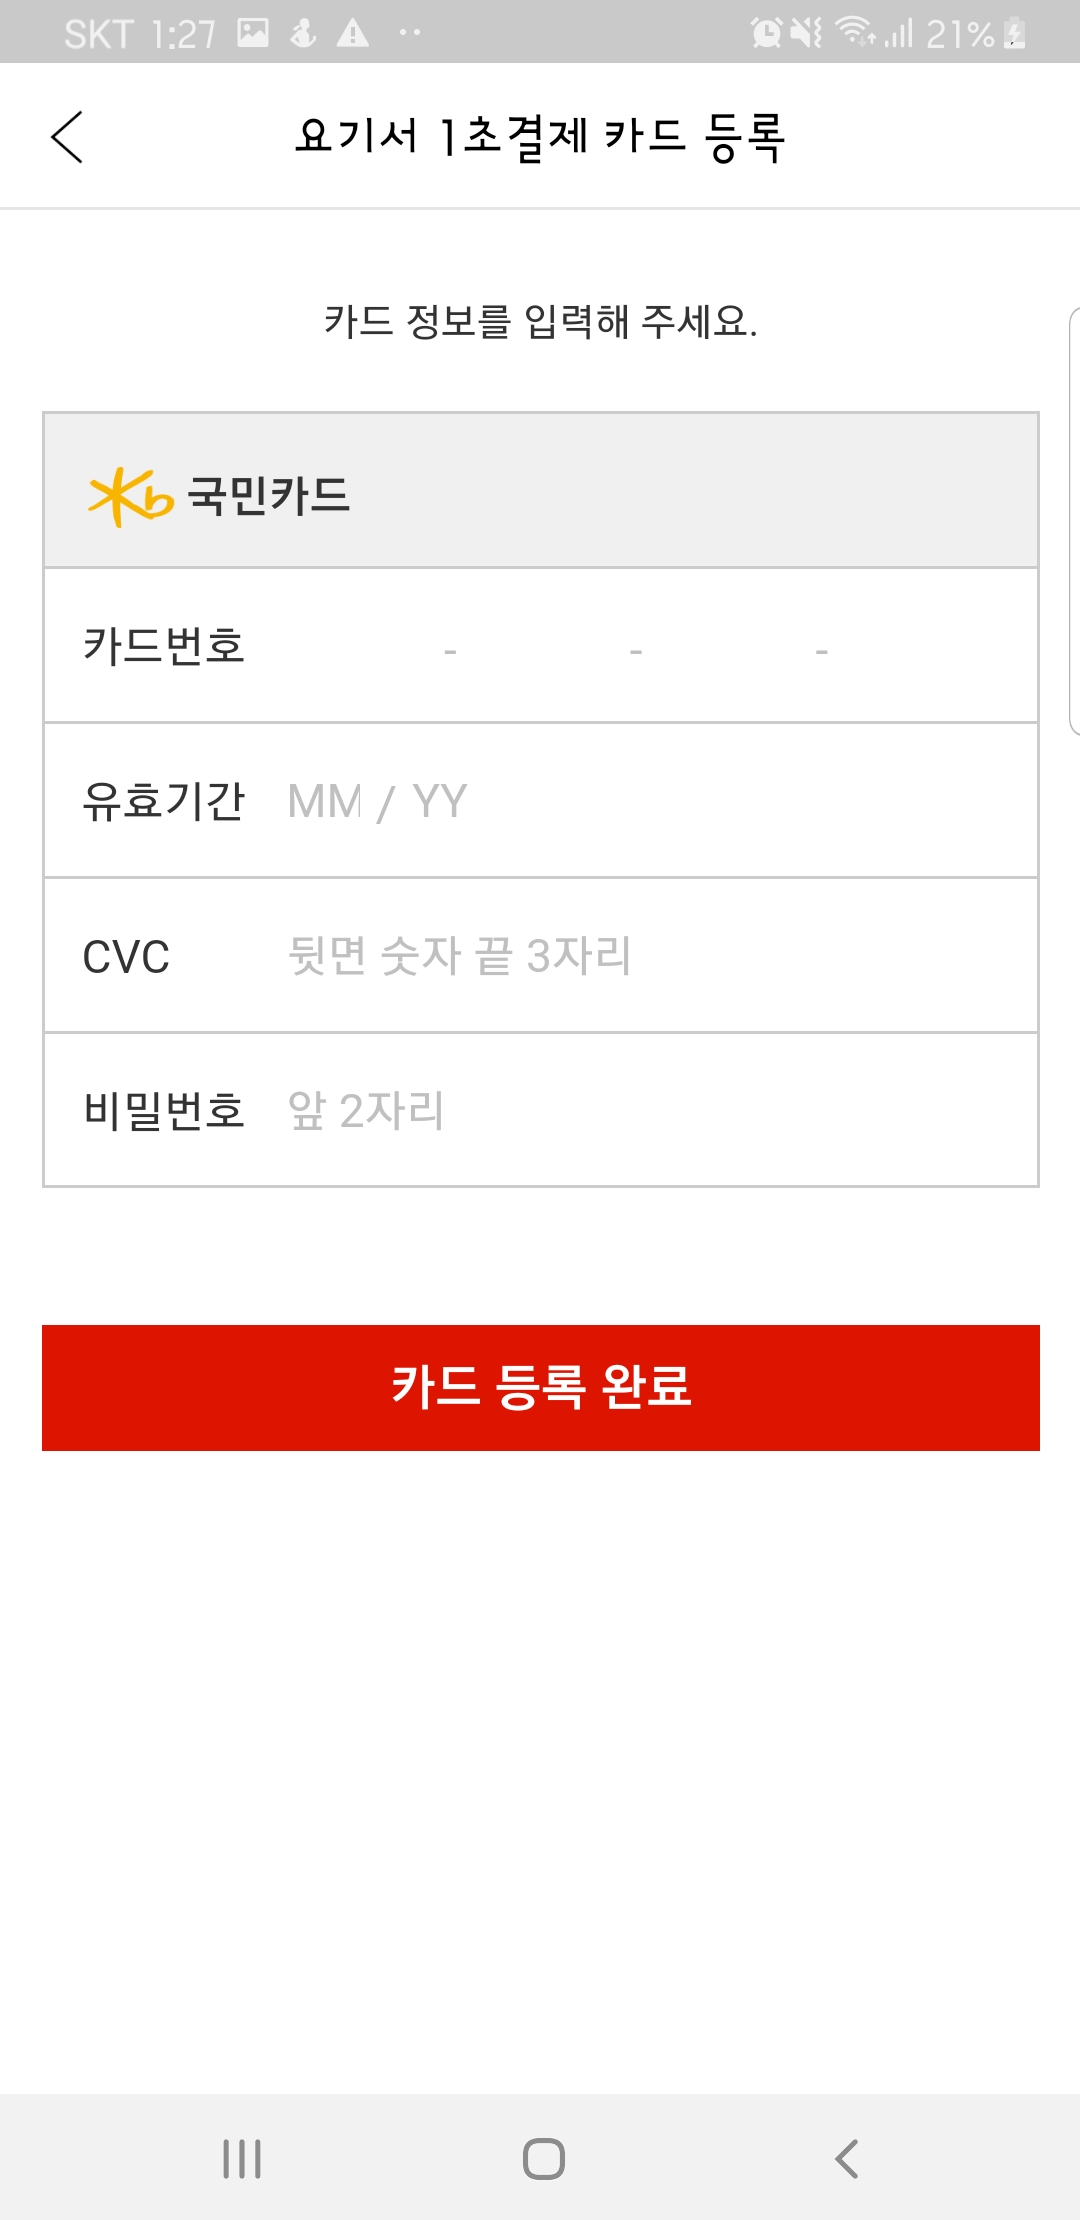 SKT 1:27 21%
요기서 1초결제 카드 등록
카드 정보를 입력해 주세요.
Kb 국민카드
카드번호 - - -
유효기간 MM / YY
CVC 뒷면 숫자 끝 3자리
비밀번호 앞 2자리
카드 등록 완료